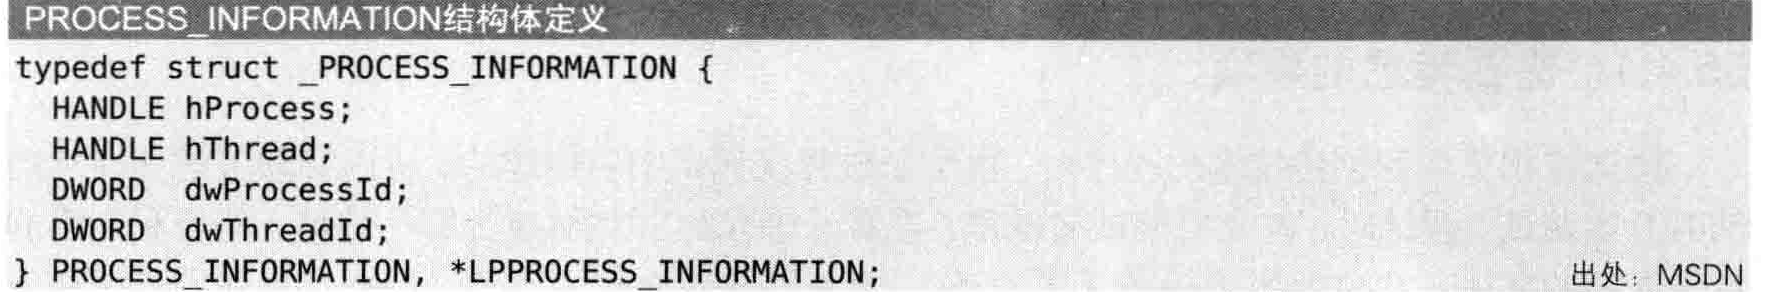 PROCESS_INFORMATION结构体定义
typedef struct _PROCESS_INFORMATION {
  HANDLE hProcess;
  HANDLE hThread;
  DWORD  dwProcessId;
  DWORD  dwThreadId;
} PROCESS_INFORMATION, *LPPROCESS_INFORMATION;
出处：MSDN